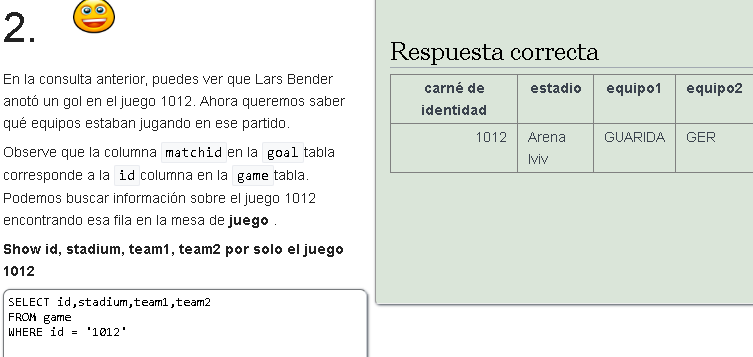 2.
En la consulta anterior, puedes ver que Lars Bender
anotó un gol en el juego 1012. Ahora queremos saber
qué equipos estaban jugando en ese partido.
Observe que la columna matchid en la goal tabla
corresponde a la id columna en la game tabla.
Podemos buscar información sobre el juego 1012
encontrando esa fila en la mesa de juego .
Show id, stadium, team1, team2 por solo el juego
1012
SELECT id,stadium,team1,team2
FROM game
WHERE id = '1012'
Respuesta correcta
carné de identidad estadio equipo1 equipo2
1012 Arena lviv GUARIDA GER